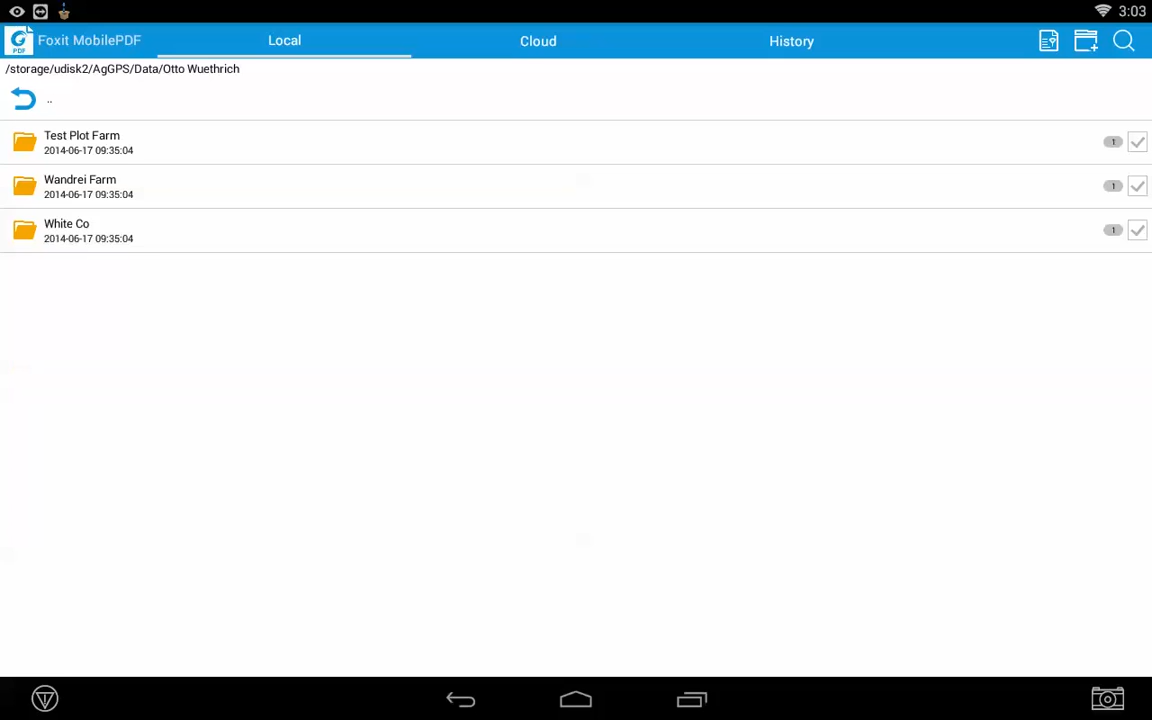 3:03
PDF Foxit MobilePDF Local Cloud History
/storage/udisk2/AgGPS/Data/Otto Wuethrich
..
Test Plot Farm
2014-06-17 09:35:04
1
Wandrei Farm
2014-06-17 09:35:04
1
White Co
2014-06-17 09:35:04
1